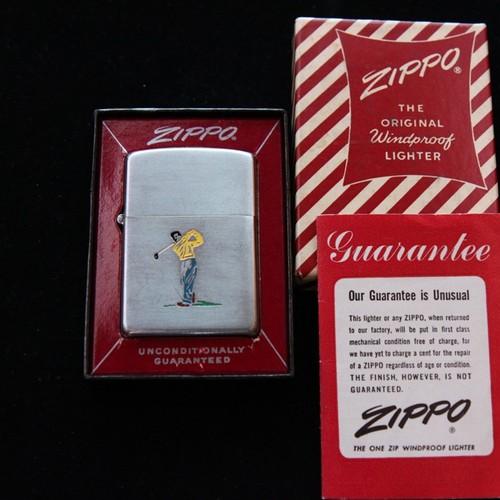 ZIPPO®
THE
ORIGINAL
Windproof
LIGHTER
ZIPPO®
UNCONDITIONALLY
GUARANTEED
Guarantee
Our Guarantee is Unusual
This lighter or any ZIPPO, when returned
to our factory, will be put in first class
mechanical condition free of charge, for
we have yet to charge a cent for the repair
of a ZIPPO regardless of age or condition.
THE FINISH, HOWEVER, IS NOT
GUARANTEED.
ZIPPO®
THE ONE ZIP WINDPROOF LIGHTER